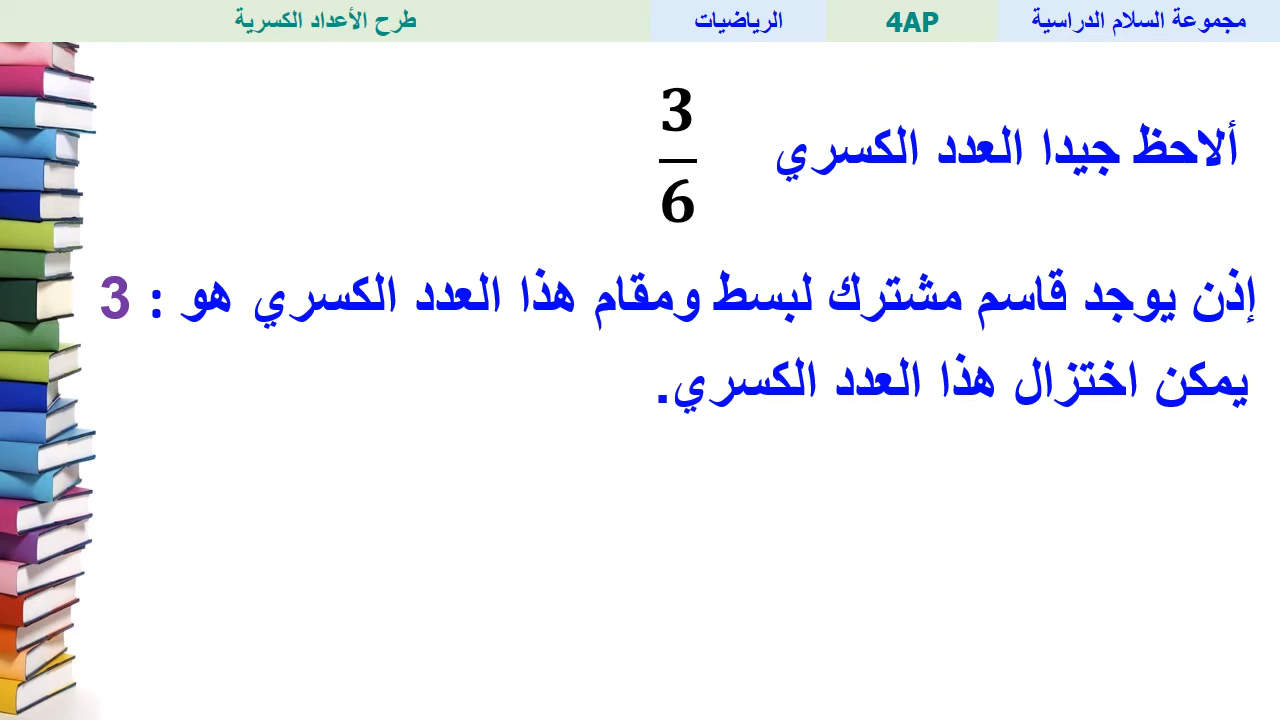 مجموعة السلام الدراسية 4AP الرياضيات طرح الأعداد الكسرية
ألاحظ جيدا العدد الكسري 3/6
إذن يوجد قاسم مشترك لبسط ومقام هذا العدد الكسري هو : 3
يمكن اختزال هذا العدد الكسري.